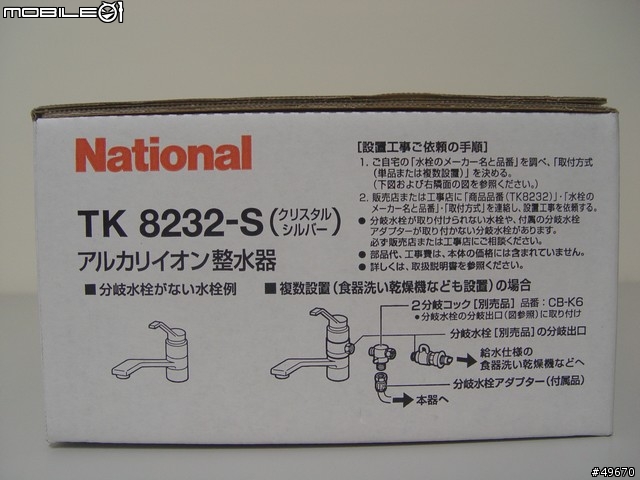 MOBILE01
National
TK 8232-S(クリスタルシルバー)
アルカリイオン整水器
[設置工事ご依頼の手順]
1. ご自宅の「水栓のメーカー名と品番」を調べ、「取付方式
(単品または複数設置)」を決める。
(下図および右隣面の図を参照ください。)
2. 販売店または工事店に「商品品番(TK8232)」・「水栓の
メーカー名と品番」・「取付方式」を連絡し、設置工事を依頼する。
● 分岐水栓が取り付けられない水栓や、付属の分岐水栓
アダプターが取り付かない分岐水栓があります。
必ず販売店または工事店にご相談ください。
● 部品代、工事費は、本体の価格には含まれていません。
● 詳しくは、取扱説明書を参照ください。
■ 分岐水栓がない水栓例
■ 複数設置(食器洗い乾燥機なども設置)の場合
2分岐コック[別売品] 品番:CB-K6
●分岐水栓の分岐出口(図参照)に取り付け
分岐水栓[別売品]の分岐出口
給水仕様の
食器洗い乾燥機などへ
分岐水栓アダプター(付属品)
本器へ
#49670